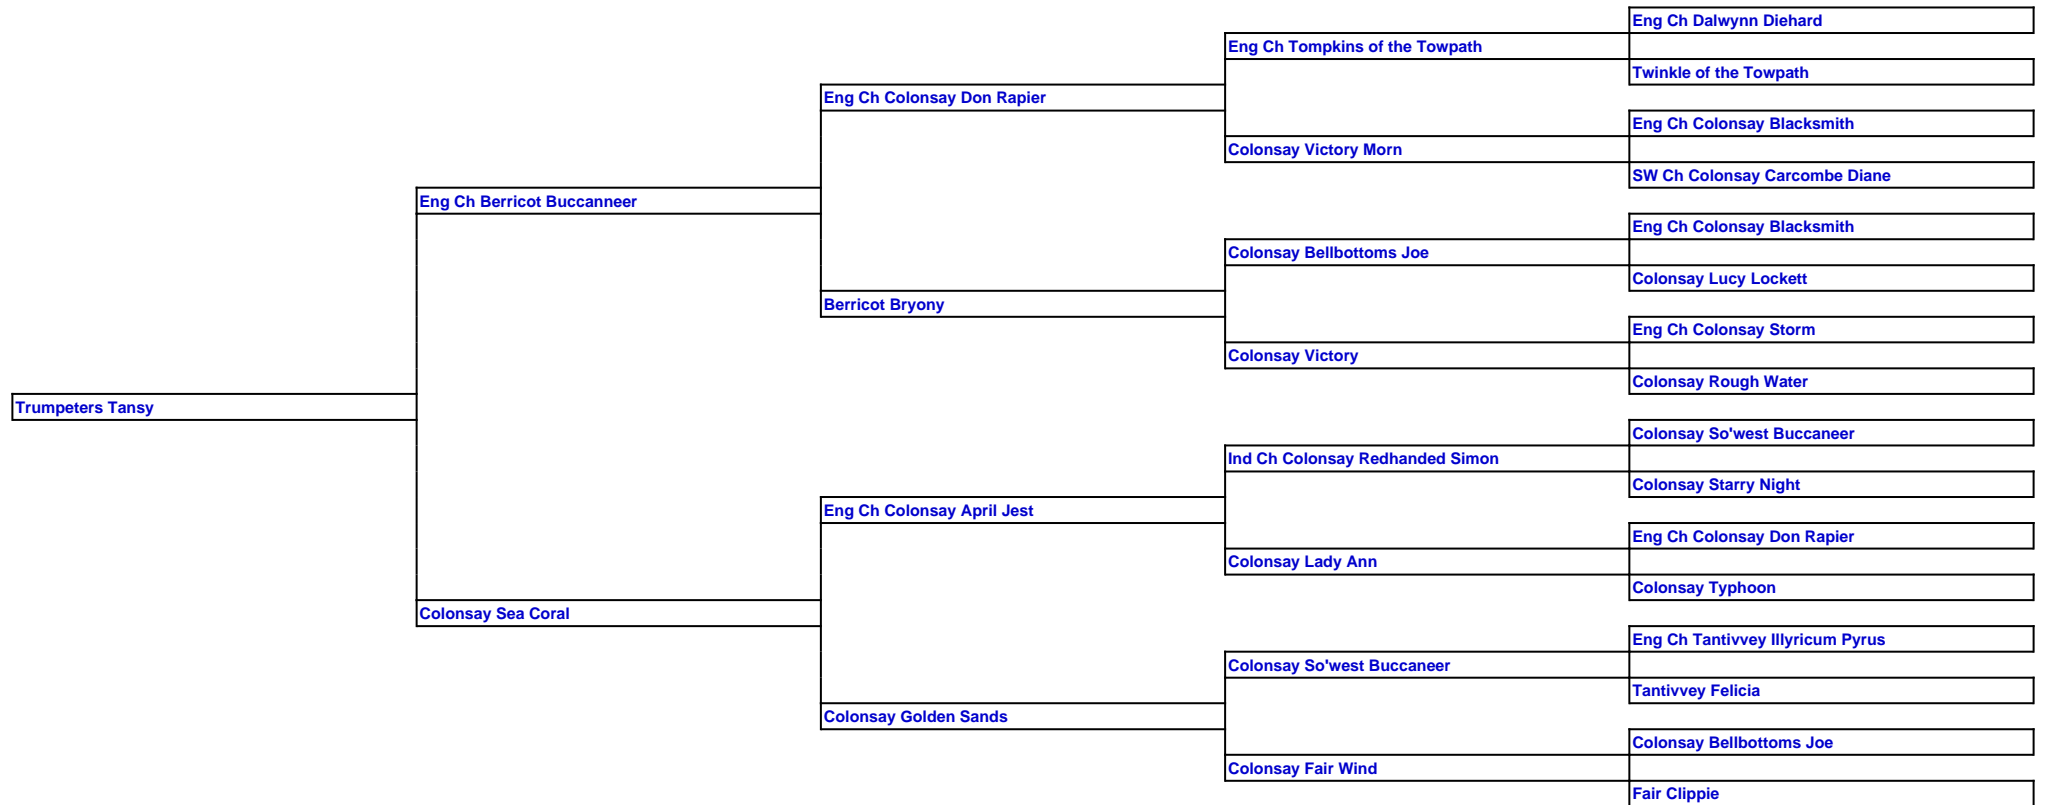 Eng Ch Dalwynn Diehard
Eng Ch Tompkins of the Towpath
Twinkle of the Towpath
Eng Ch Colonsay Don Rapier
Eng Ch Colonsay Blacksmith
Colonsay Victory Morn
SW Ch Colonsay Carcombe Diane
Eng Ch Berricot Buccanneer
Eng Ch Colonsay Blacksmith
Colonsay Bellbottoms Joe
Colonsay Lucy Lockett
Berricot Bryony
Eng Ch Colonsay Storm
Colonsay Victory
Colonsay Rough Water
Trumpeters Tansy
Colonsay So'west Buccaneer
Ind Ch Colonsay Redhanded Simon
Colonsay Starry Night
Eng Ch Colonsay April Jest
Eng Ch Colonsay Don Rapier
Colonsay Lady Ann
Colonsay Typhoon
Colonsay Sea Coral
Eng Ch Tantivvey Illyricum Pyrus
Colonsay So'west Buccaneer
Tantivvey Felicia
Colonsay Golden Sands
Colonsay Bellbottoms Joe
Colonsay Fair Wind
Fair Clippie